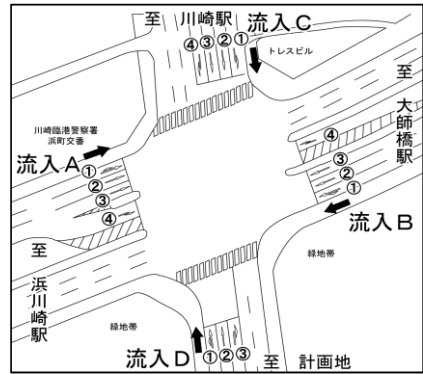 至 川崎駅
流入C
④③②①
トレスビル
至 大師橋駅
川崎臨港警察署
浜町交番
流入A
①
②
③
④
④
③
②
①
流入B
至 浜川崎駅
緑地帯
緑地帯
流入D
①②③
至 計画地